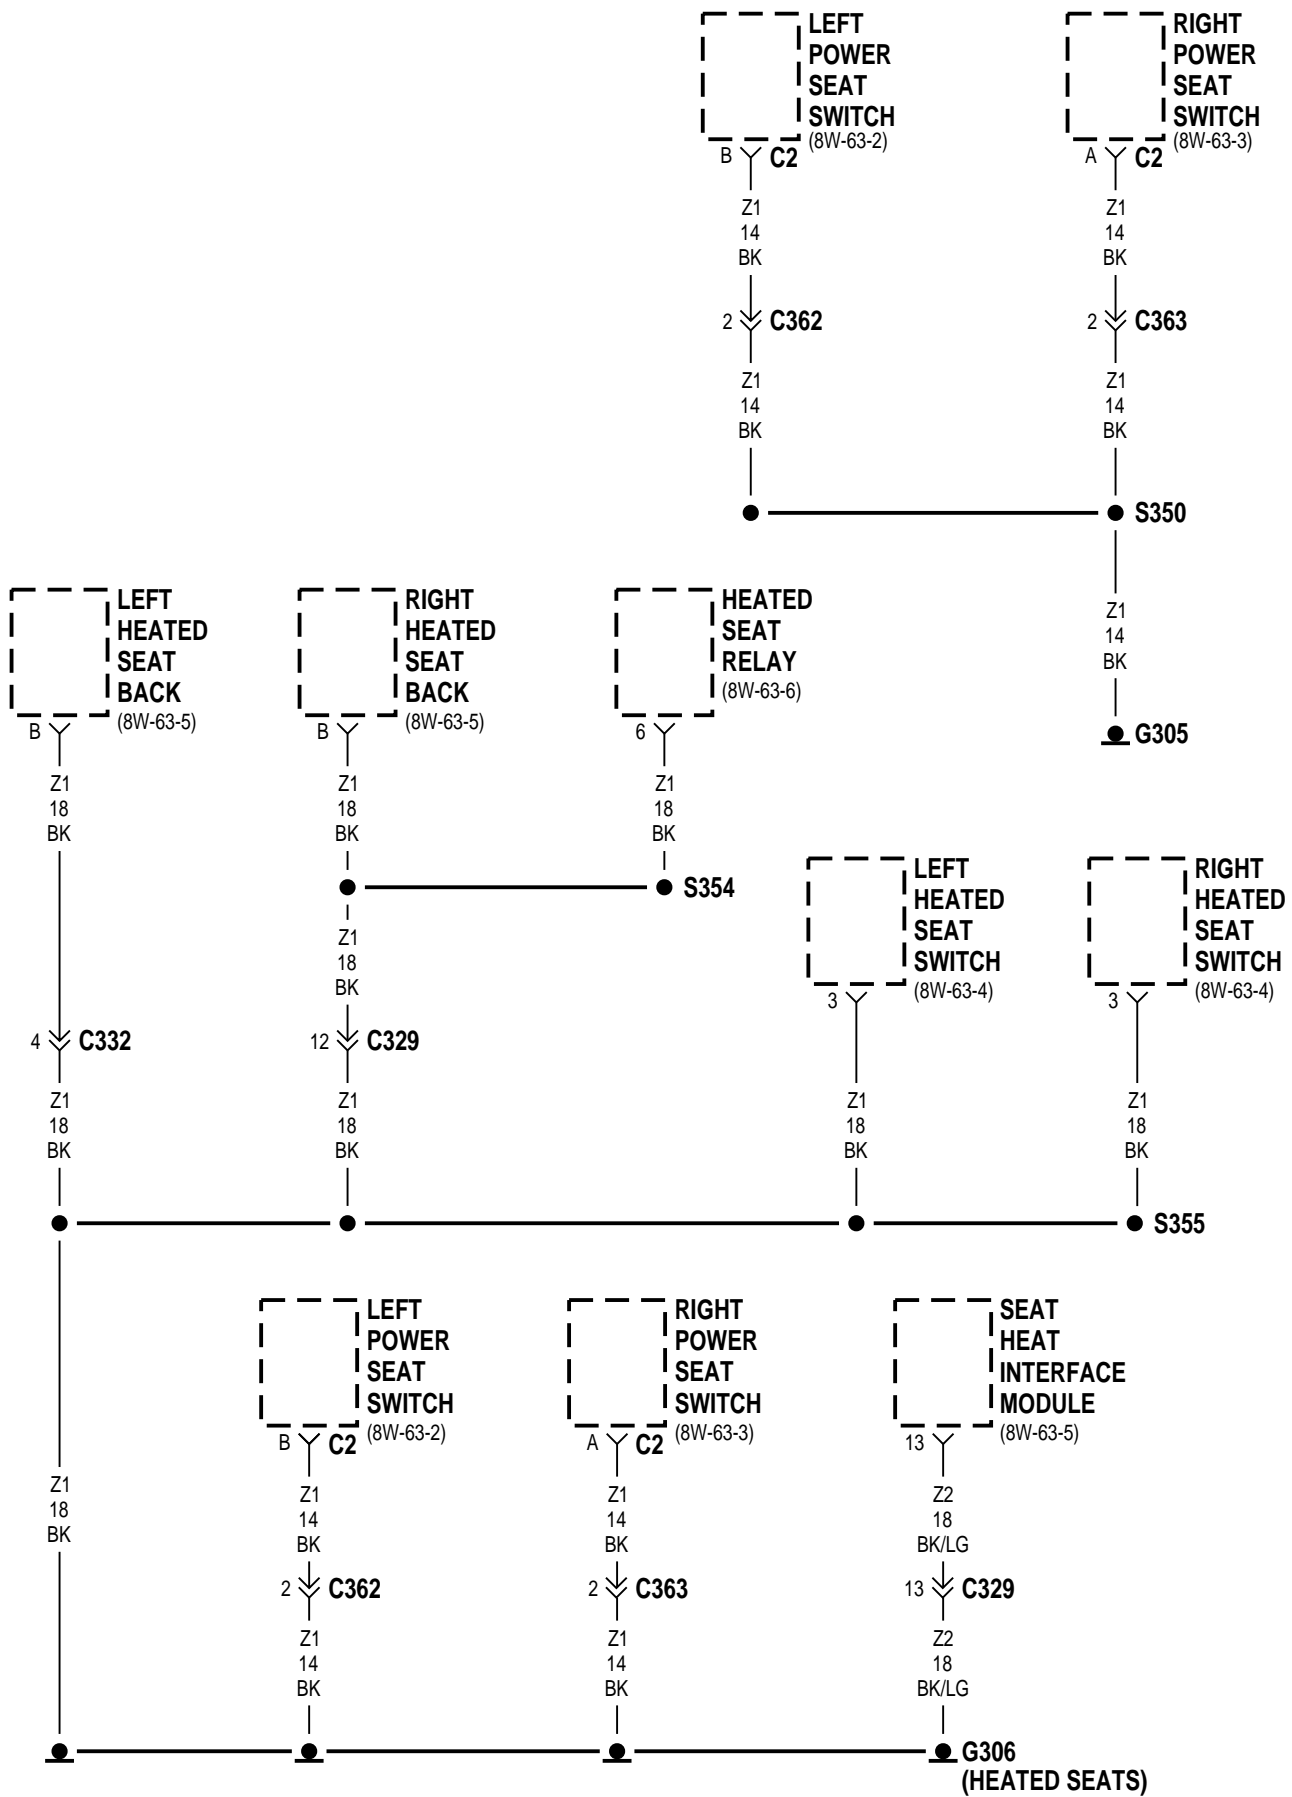 LEFT
POWER
SEAT
SWITCH
(8W-63-2)
B
C2
Z1
14
BK
2
C362
Z1
14
BK
RIGHT
POWER
SEAT
SWITCH
(8W-63-3)
A
C2
Z1
14
BK
2
C363
Z1
14
BK
S350
Z1
14
BK
G305
LEFT
HEATED
SEAT
BACK
(8W-63-5)
B
Z1
18
BK
4
C332
Z1
18
BK
RIGHT
HEATED
SEAT
BACK
(8W-63-5)
B
Z1
18
BK
Z1
18
BK
12
C329
Z1
18
BK
HEATED
SEAT
RELAY
(8W-63-6)
6
Z1
18
BK
S354
LEFT
HEATED
SEAT
SWITCH
(8W-63-4)
3
Z1
18
BK
RIGHT
HEATED
SEAT
SWITCH
(8W-63-4)
3
Z1
18
BK
S355
Z1
18
BK
LEFT
POWER
SEAT
SWITCH
(8W-63-2)
B
C2
Z1
14
BK
2
C362
Z1
14
BK
RIGHT
POWER
SEAT
SWITCH
(8W-63-3)
A
C2
Z1
14
BK
2
C363
Z1
14
BK
SEAT
HEAT
INTERFACE
MODULE
(8W-63-5)
13
Z2
18
BK/LG
13
C329
Z2
18
BK/LG
G306
(HEATED SEATS)